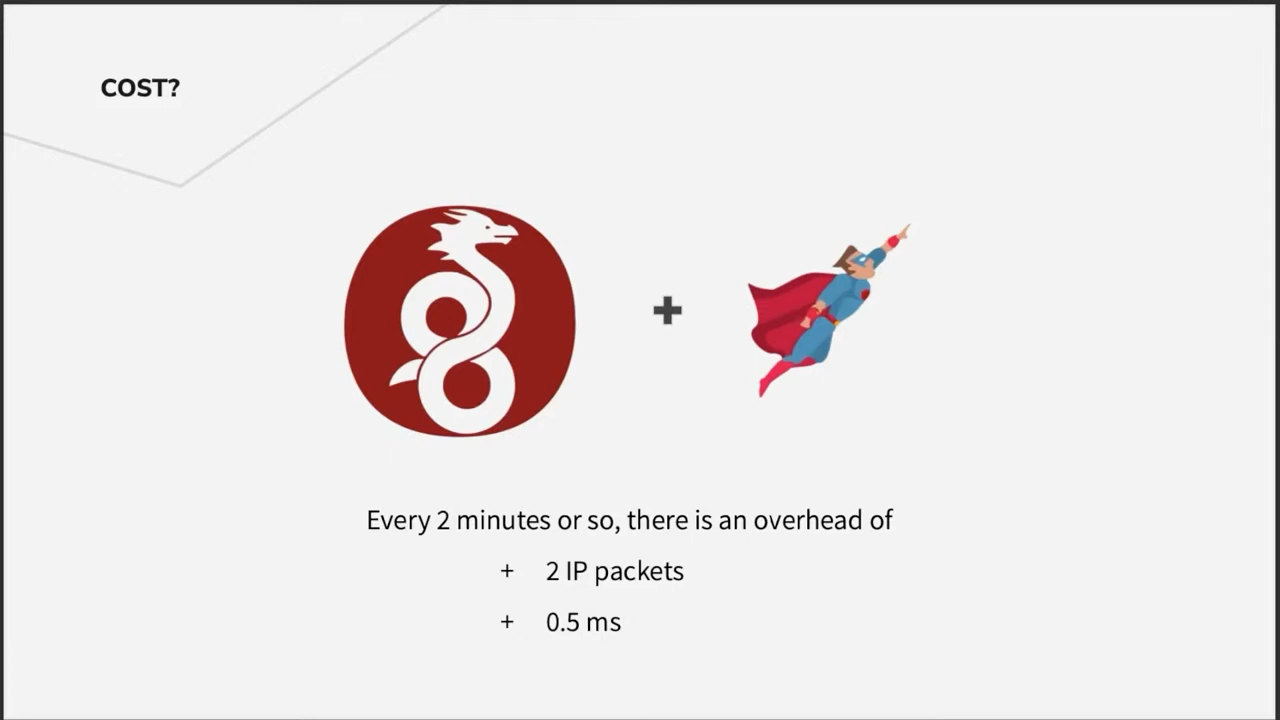 COST?
Every 2 minutes or so, there is an overhead of
+ 2 IP packets
+ 0.5 ms